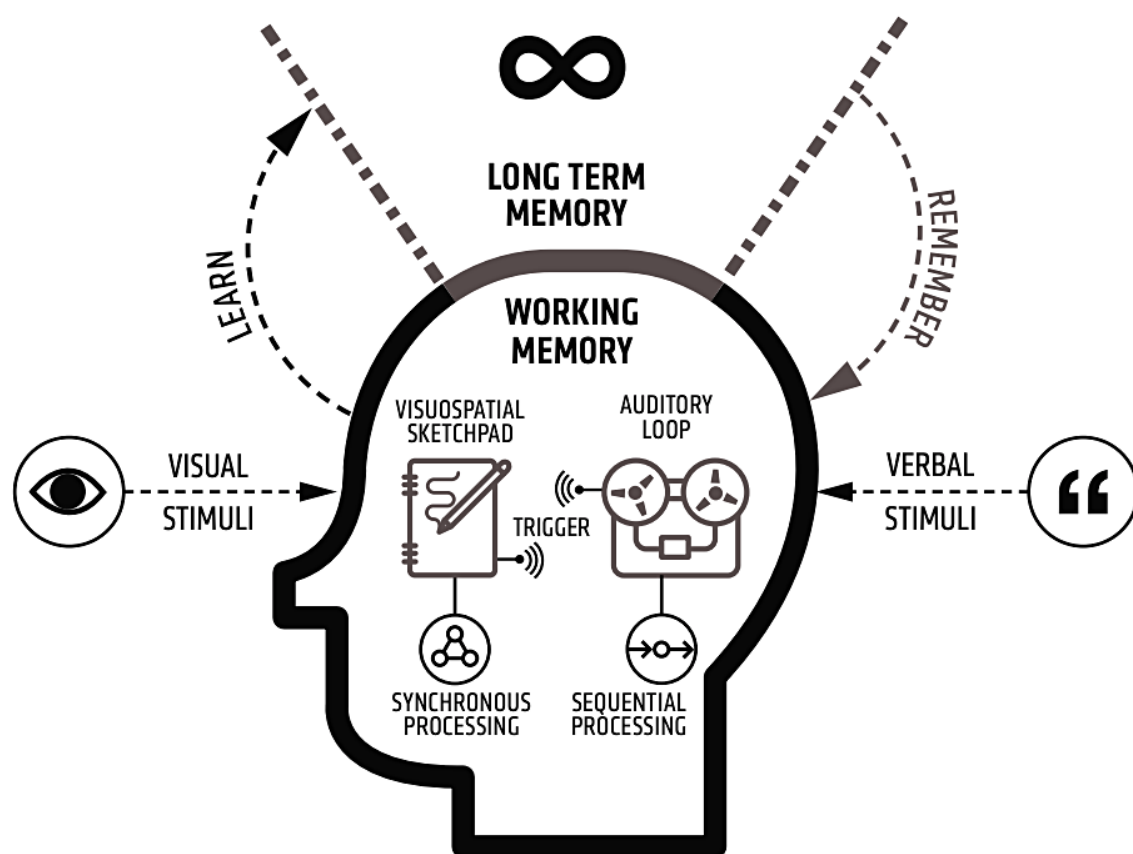 LONG TERM
MEMORY
LEARN
REMEMBER
WORKING
MEMORY
VISUOSPATIAL
SKETCHPAD
AUDITORY
LOOP
VISUAL
STIMULI
TRIGGER
VERBAL
STIMULI
“
SYNCHRONOUS
PROCESSING
SEQUENTIAL
PROCESSING